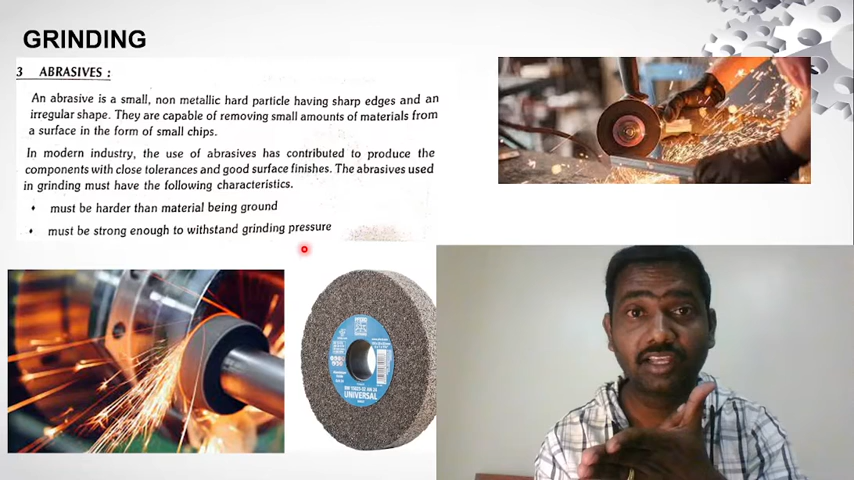 GRINDING
3 ABRASIVES :
An abrasive is a small, non metallic hard particle having sharp edges and an
irregular shape. They are capable of removing small amounts of materials from
a surface in the form of small chips.
In modern industry, the use of abrasives has contributed to produce the
components with close tolerances and good surface finishes. The abrasives used
in grinding must have the following characteristics.
• must be harder than material being ground
• must be strong enough to withstand grinding pressure
UNIVERSAL